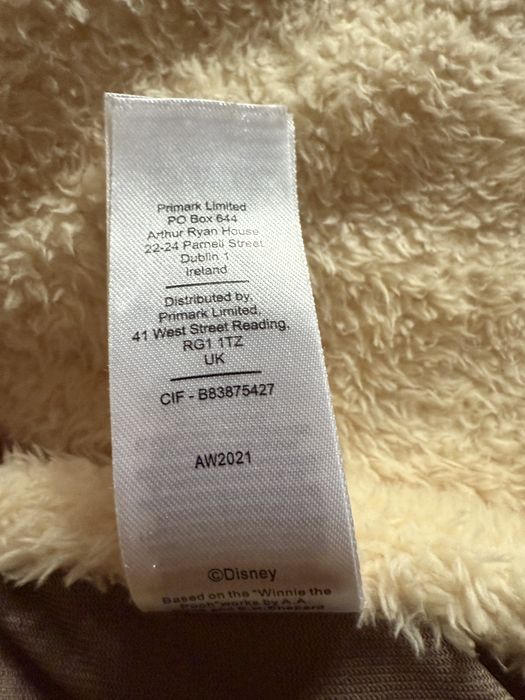 Primark Limited
PO Box 644
Arthur Ryan House
22-24 Parnell Street
Dublin 1
Ireland
Distributed by,
Primark Limited,
41 West Street Reading,
RG1 1TZ
UK
CIF - B83875427
AW2021
©Disney
Based on the "Winnie the
Pooh" works by A.A.
and E.H. Shepard